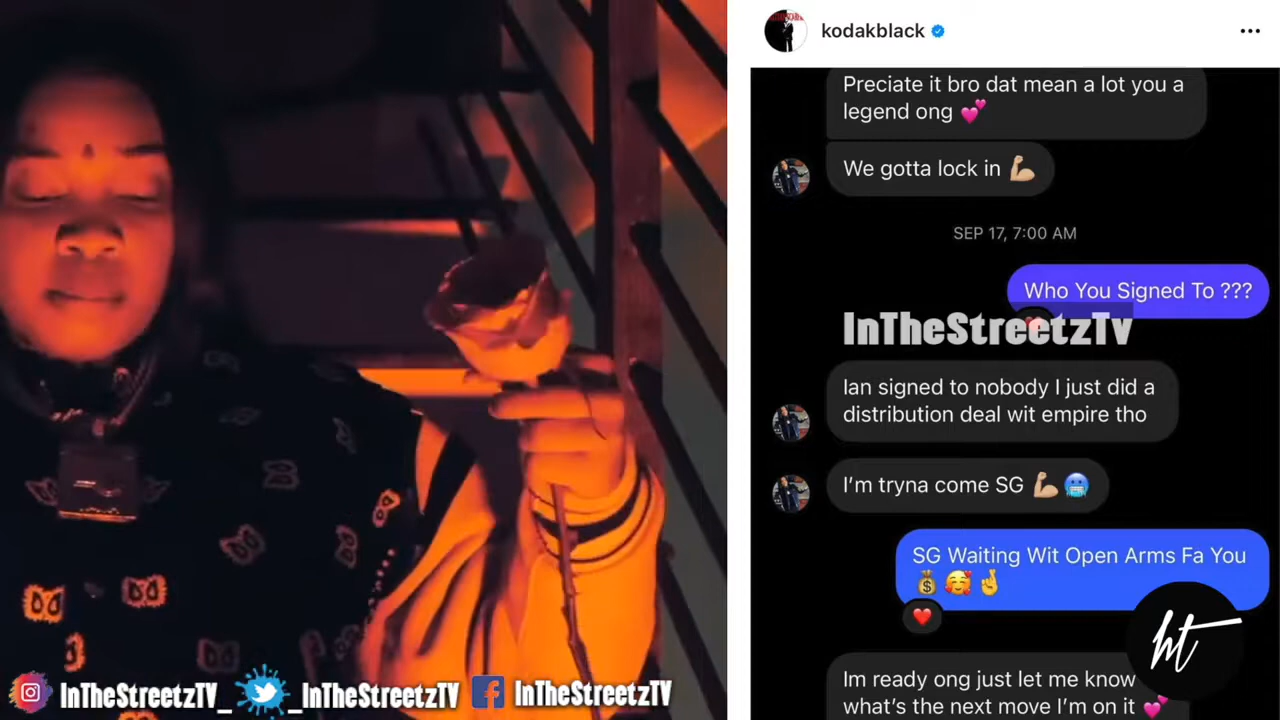 kodakblack
Preciate it bro dat mean a lot you a
legend ong 💕
We gotta lock in 💪🏼
SEP 17, 7:00 AM
Who You Signed To ???
InTheStreetzTv
Ian signed to nobody I just did a
distribution deal wit empire tho
I'm tryna come SG 💪🏼🥶
SG Waiting Wit Open Arms Fa You
💰🥰🤞
ht
Im ready ong just let me know
what's the next move I'm on it 💕
InTheStreetzTV_
_InTheStreetzTV
InTheStreetzTV